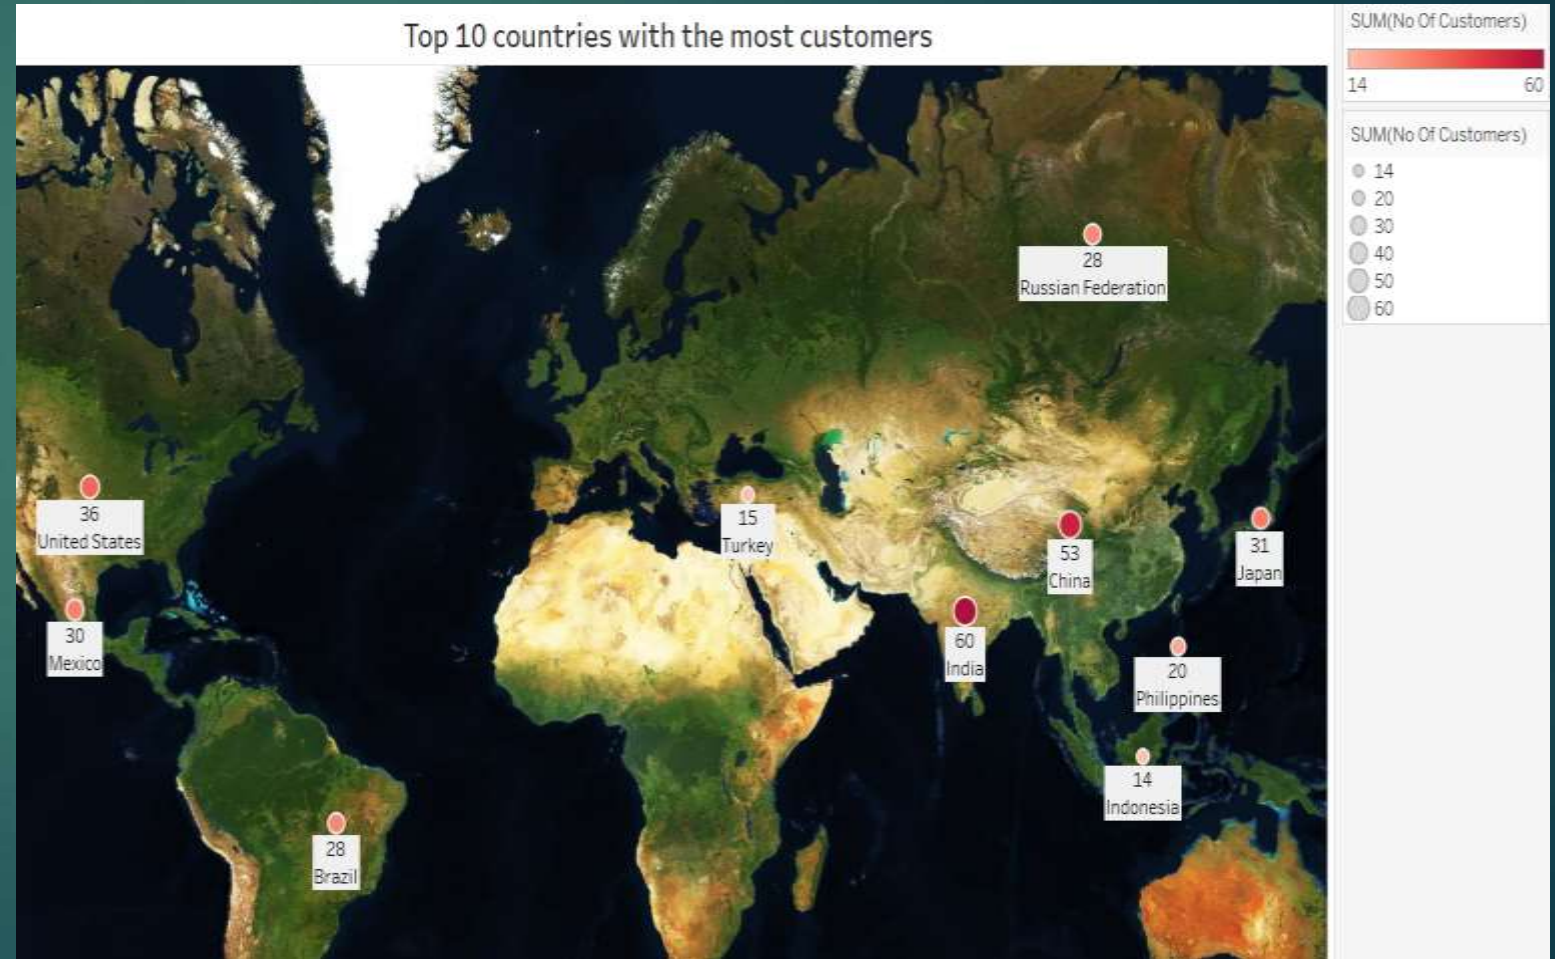 Top 10 countries with the most customers
SUM(No Of Customers)
14 60
SUM(No Of Customers)
14
20
30
40
50
60
28
Russian Federation
36
United States
15
Turkey
53
China
31
Japan
30
Mexico
60
India
20
Philippines
14
Indonesia
28
Brazil